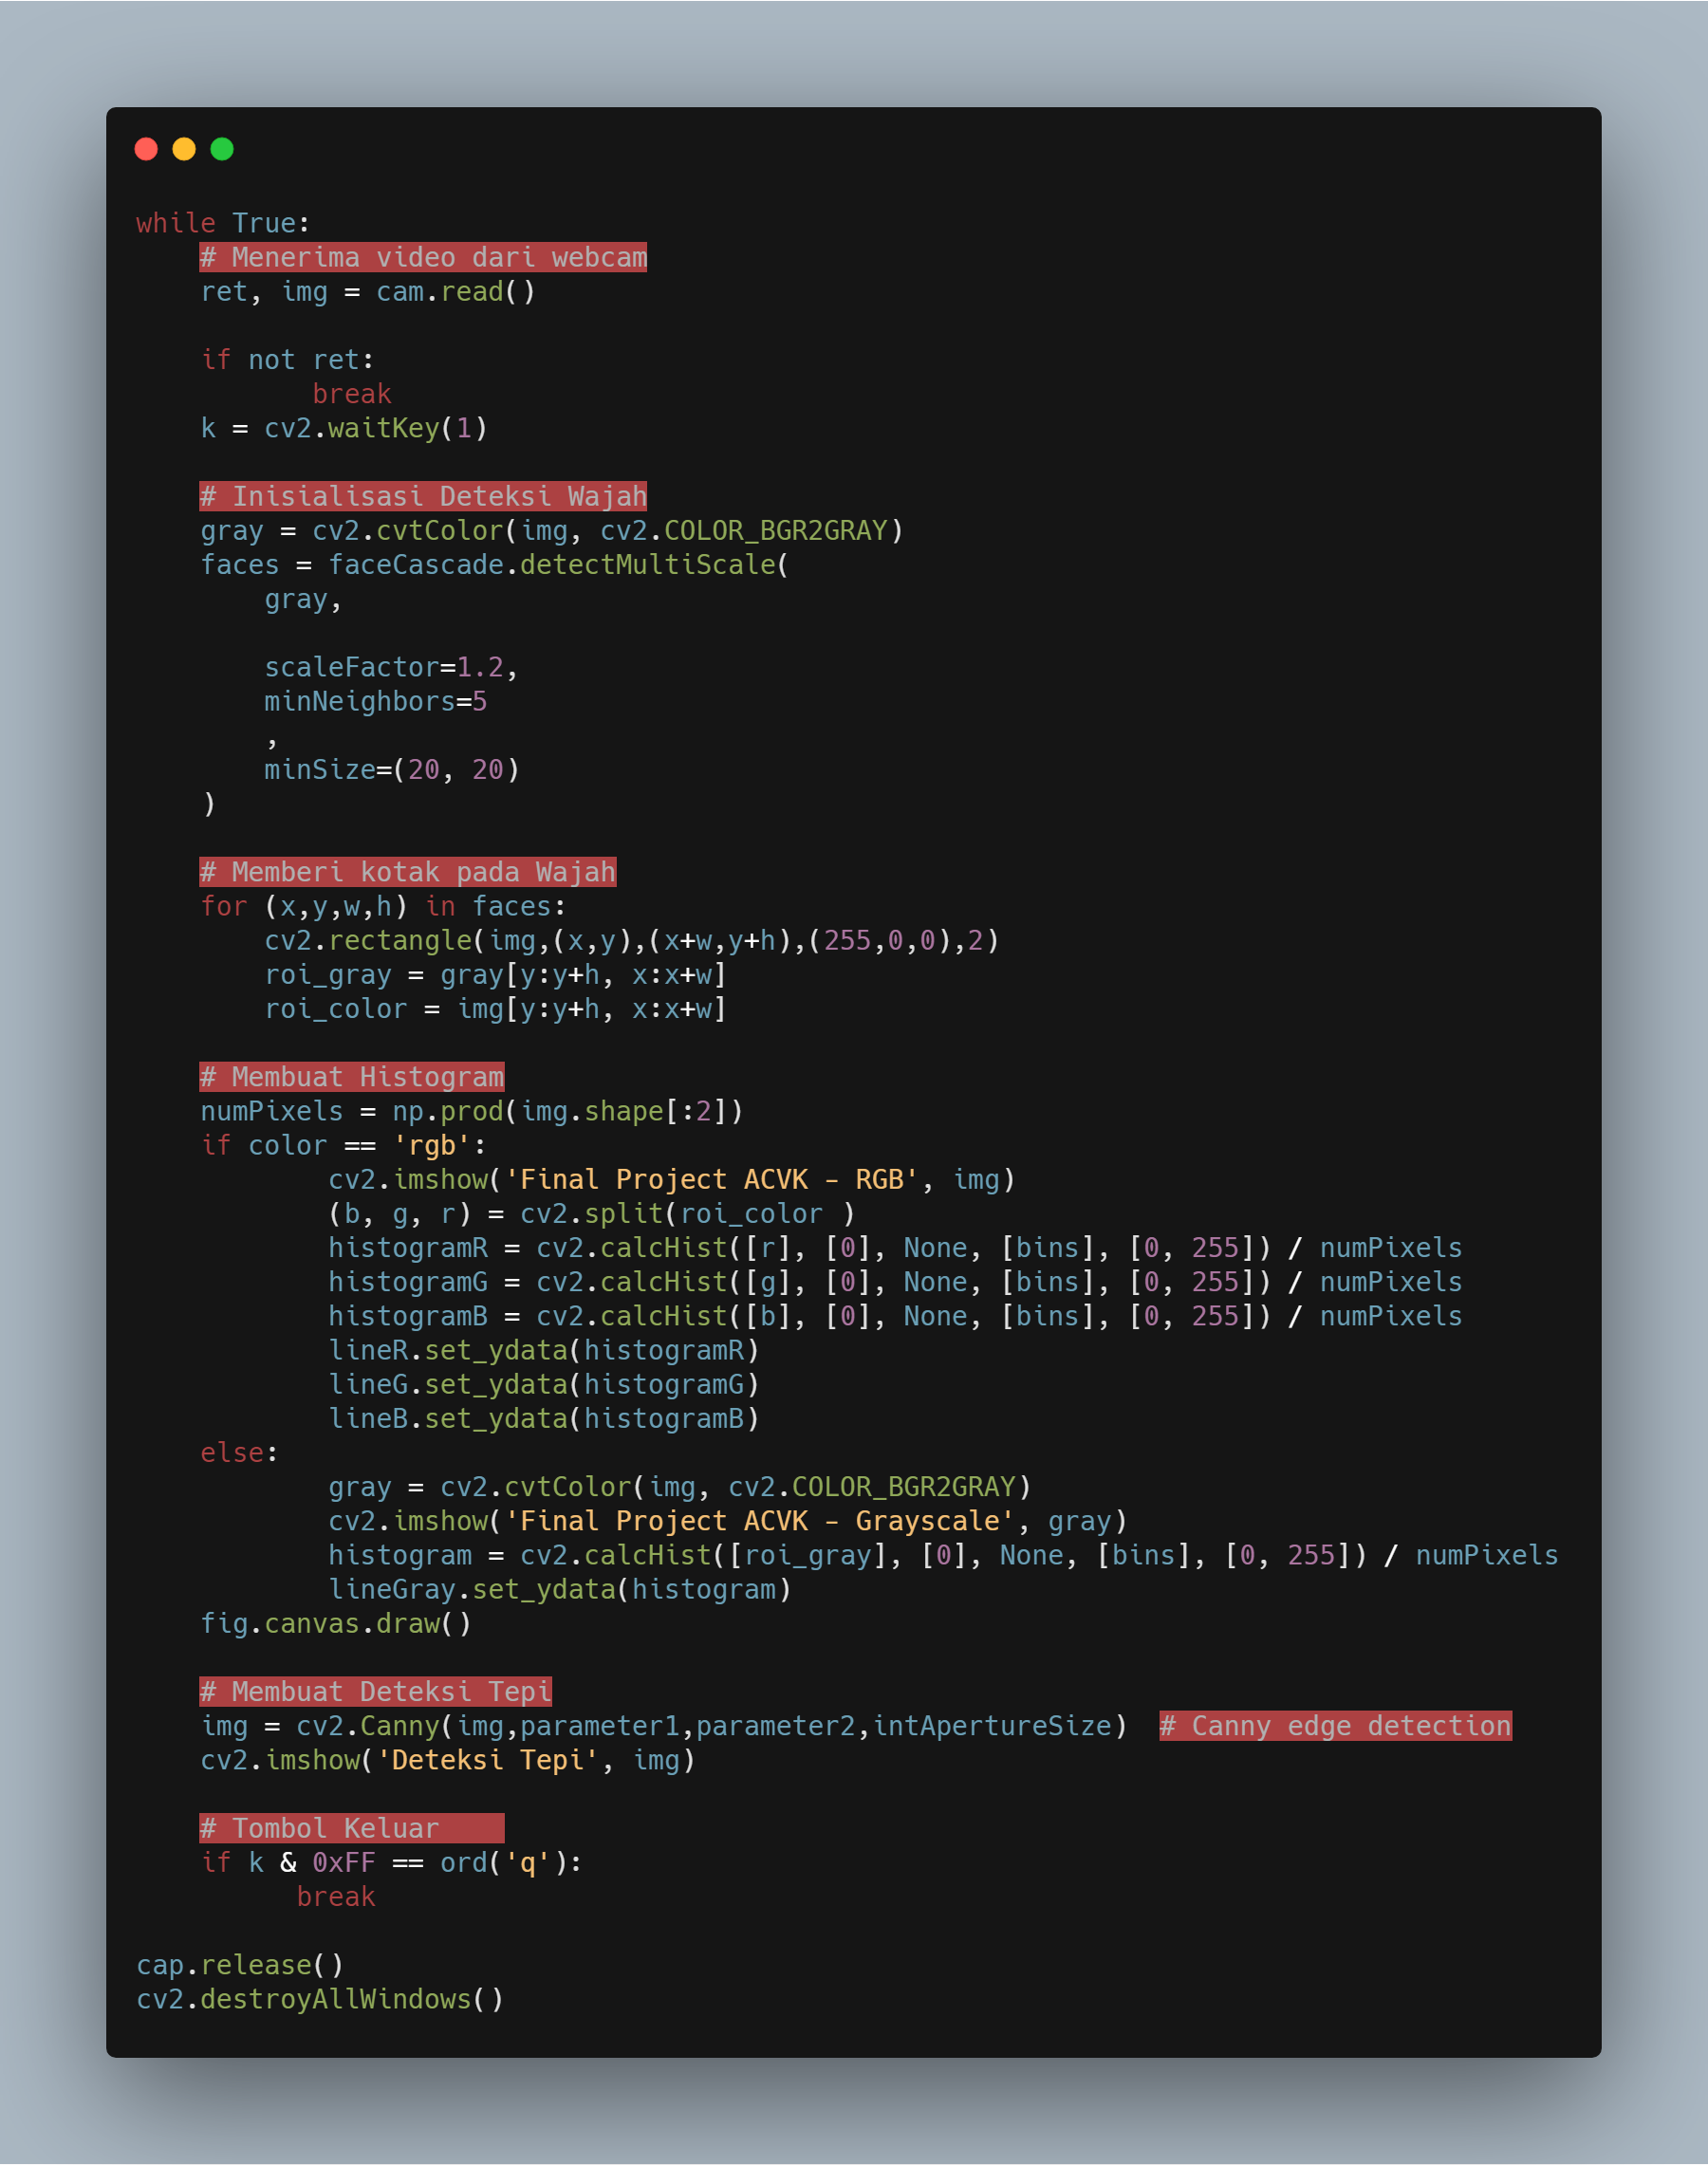 while True:
    # Menerima video dari webcam
    ret, img = cam.read()

    if not ret:
           break
    k = cv2.waitKey(1)

    # Inisialisasi Deteksi Wajah
    gray = cv2.cvtColor(img, cv2.COLOR_BGR2GRAY)
    faces = faceCascade.detectMultiScale(
        gray,

        scaleFactor=1.2,
        minNeighbors=5
        ,
        minSize=(20, 20)
    )

    # Memberi kotak pada Wajah
    for (x,y,w,h) in faces:
        cv2.rectangle(img,(x,y),(x+w,y+h),(255,0,0),2)
        roi_gray = gray[y:y+h, x:x+w]
        roi_color = img[y:y+h, x:x+w]

    # Membuat Histogram
    numPixels = np.prod(img.shape[:2])
    if color == 'rgb':
            cv2.imshow('Final Project ACVK - RGB', img)
            (b, g, r) = cv2.split(roi_color )
            histogramR = cv2.calcHist([r], [0], None, [bins], [0, 255]) / numPixels
            histogramG = cv2.calcHist([g], [0], None, [bins], [0, 255]) / numPixels
            histogramB = cv2.calcHist([b], [0], None, [bins], [0, 255]) / numPixels
            lineR.set_ydata(histogramR)
            lineG.set_ydata(histogramG)
            lineB.set_ydata(histogramB)
    else:
            gray = cv2.cvtColor(img, cv2.COLOR_BGR2GRAY)
            cv2.imshow('Final Project ACVK - Grayscale', gray)
            histogram = cv2.calcHist([roi_gray], [0], None, [bins], [0, 255]) / numPixels
            lineGray.set_ydata(histogram)
    fig.canvas.draw()

    # Membuat Deteksi Tepi
    img = cv2.Canny(img,parameter1,parameter2,intApertureSize)  # Canny edge detection
    cv2.imshow('Deteksi Tepi', img)

    # Tombol Keluar
    if k & 0xFF == ord('q'):
          break

cap.release()
cv2.destroyAllWindows()